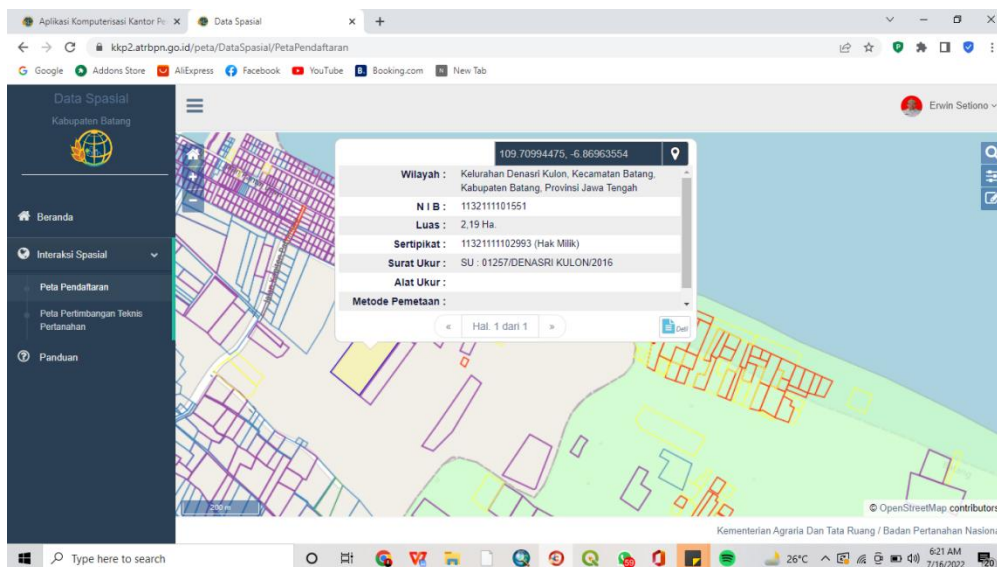 Aplikasi Komputerisasi Kantor Pe
Data Spasial
kkp2.atrbpn.go.id/peta/DataSpasial/PetaPendaftaran
Google
Addons Store
AliExpress
Facebook
YouTube
Booking.com
New Tab
Data Spasial
Kabupaten Batang
Erwin Setiono
Beranda
Interaksi Spasial
Peta Pendaftaran
Peta Pertimbangan Teknis
Pertanahan
Panduan
109.70994475, -6.86963554
Wilayah : Kelurahan Denasri Kulon, Kecamatan Batang,
Kabupaten Batang, Provinsi Jawa Tengah
N I B : 1132111101551
Luas : 2,19 Ha.
Sertipikat : 11321111102993 (Hak Milik)
Surat Ukur : SU : 01257/DENASRI KULON/2016
Alat Ukur :
Metode Pemetaan :
« Hal. 1 dari 1 »
200 m
© OpenStreetMap contributors
Kementerian Agraria Dan Tata Ruang / Badan Pertanahan Nasiona
Type here to search
26°C
6:21 AM
7/16/2022